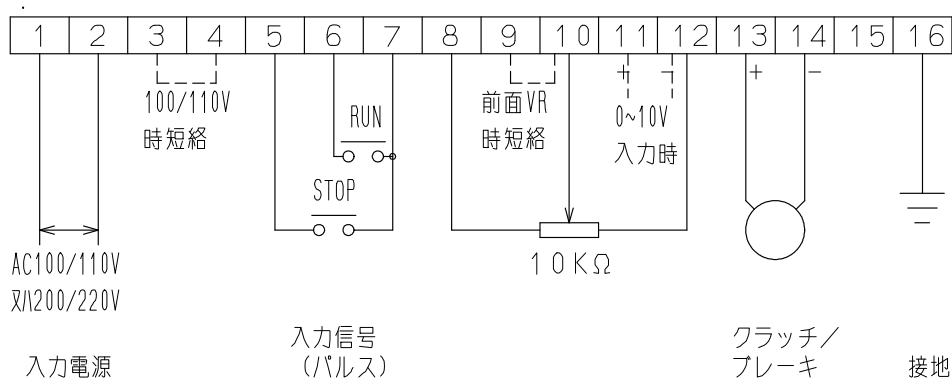 1 2 3 4 5 6 7 8 9 10 11 12 13 14 15 16
100/110V
時短絡
RUN
STOP
前面VR
時短絡
+ -
0~10V
入力時
+ -
10KΩ
AC100/110V
又ハ200/220V
入力電源
入力信号
(パルス)
クラッチ/
ブレーキ
接地